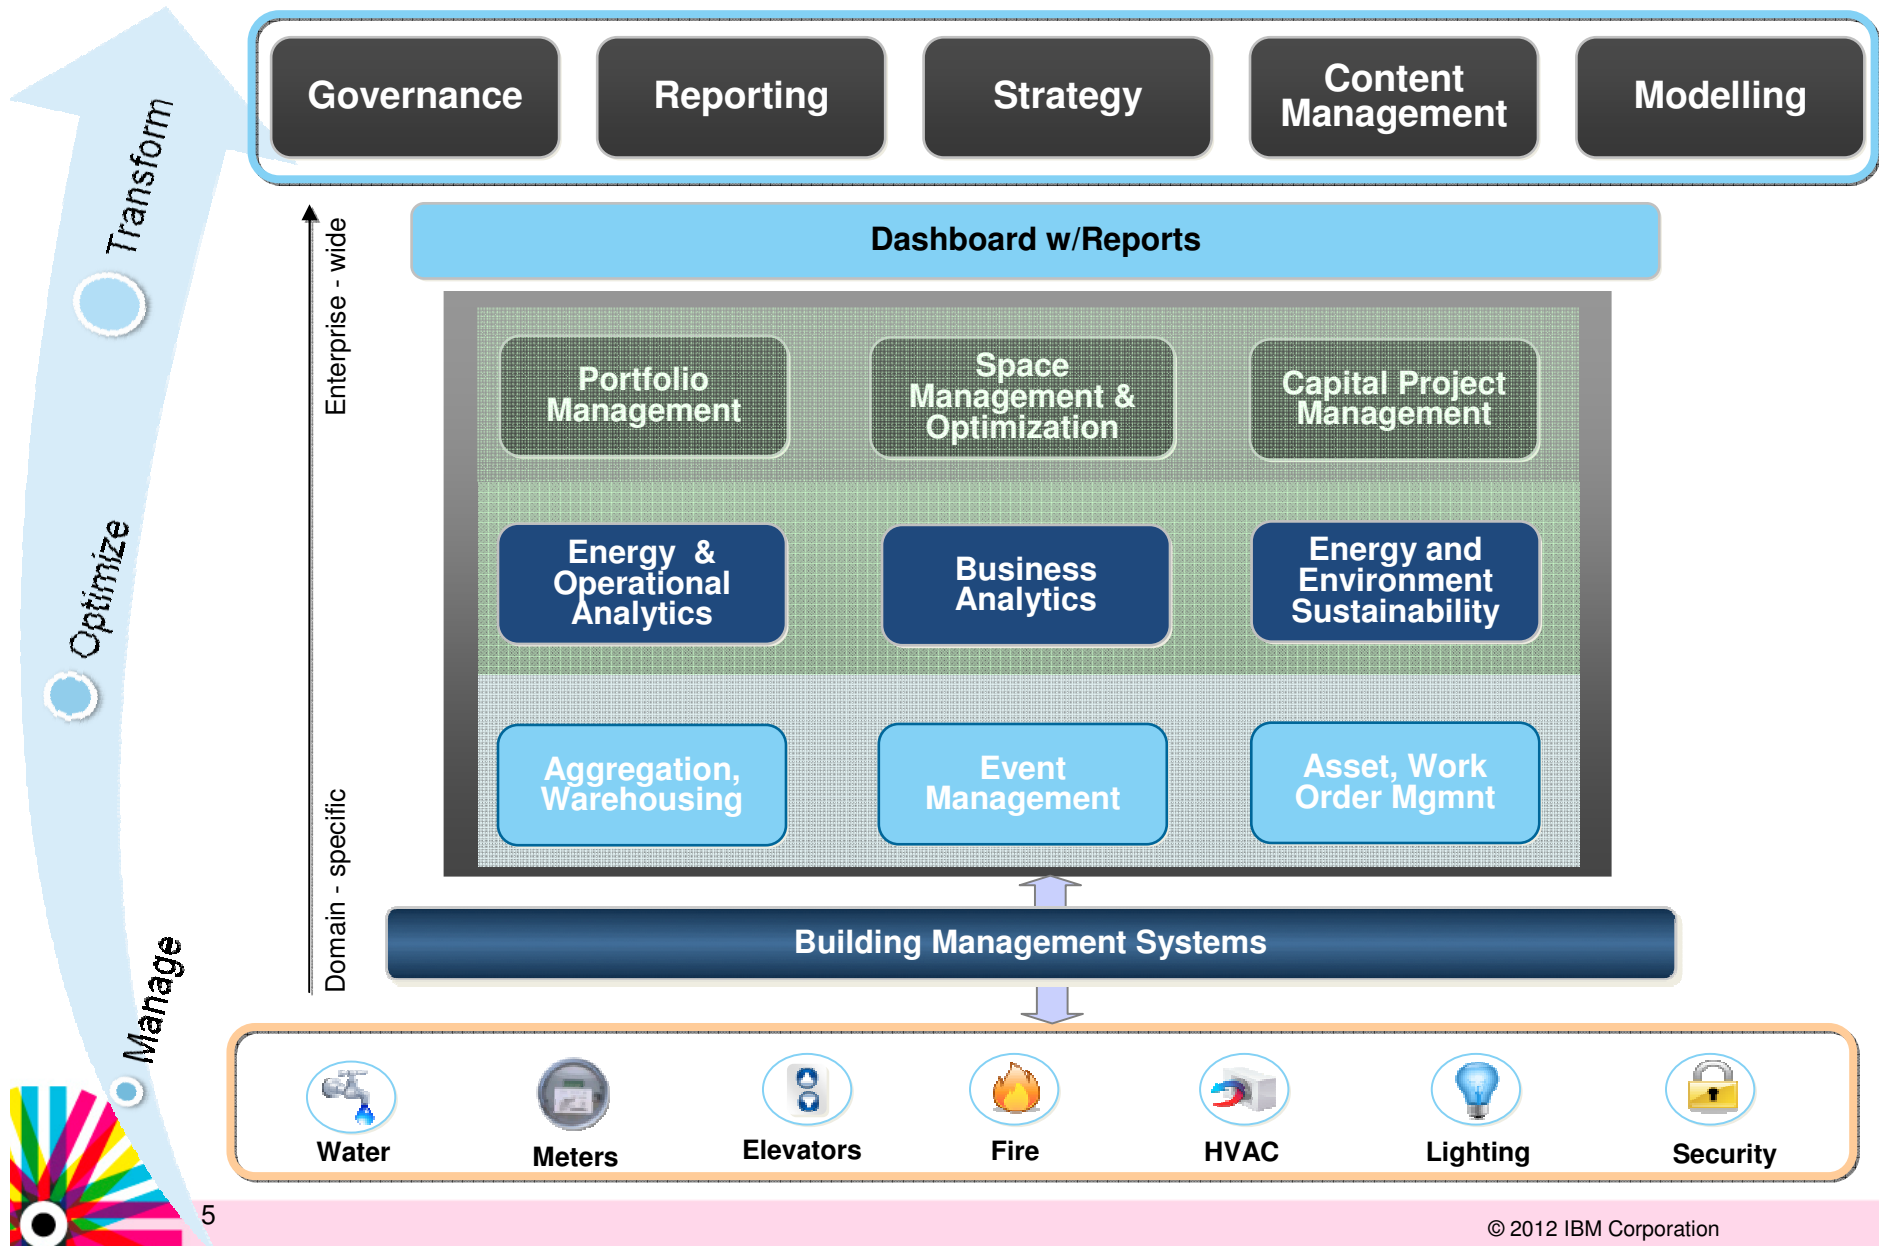 Governance
Reporting
Strategy
Content
Management
Modelling
Transform
Optimize
Manage
Enterprise - wide
Domain - specific
Dashboard w/Reports
Portfolio
Management
Space
Management &
Optimization
Capital Project
Management
Energy & 
Operational
Analytics
Business
Analytics
Energy and
Environment
Sustainability
Aggregation,
Warehousing
Event
Management
Asset, Work
Order Mgmnt
Building Management Systems
Water
Meters
Elevators
Fire
HVAC
Lighting
Security
5
© 2012 IBM Corporation